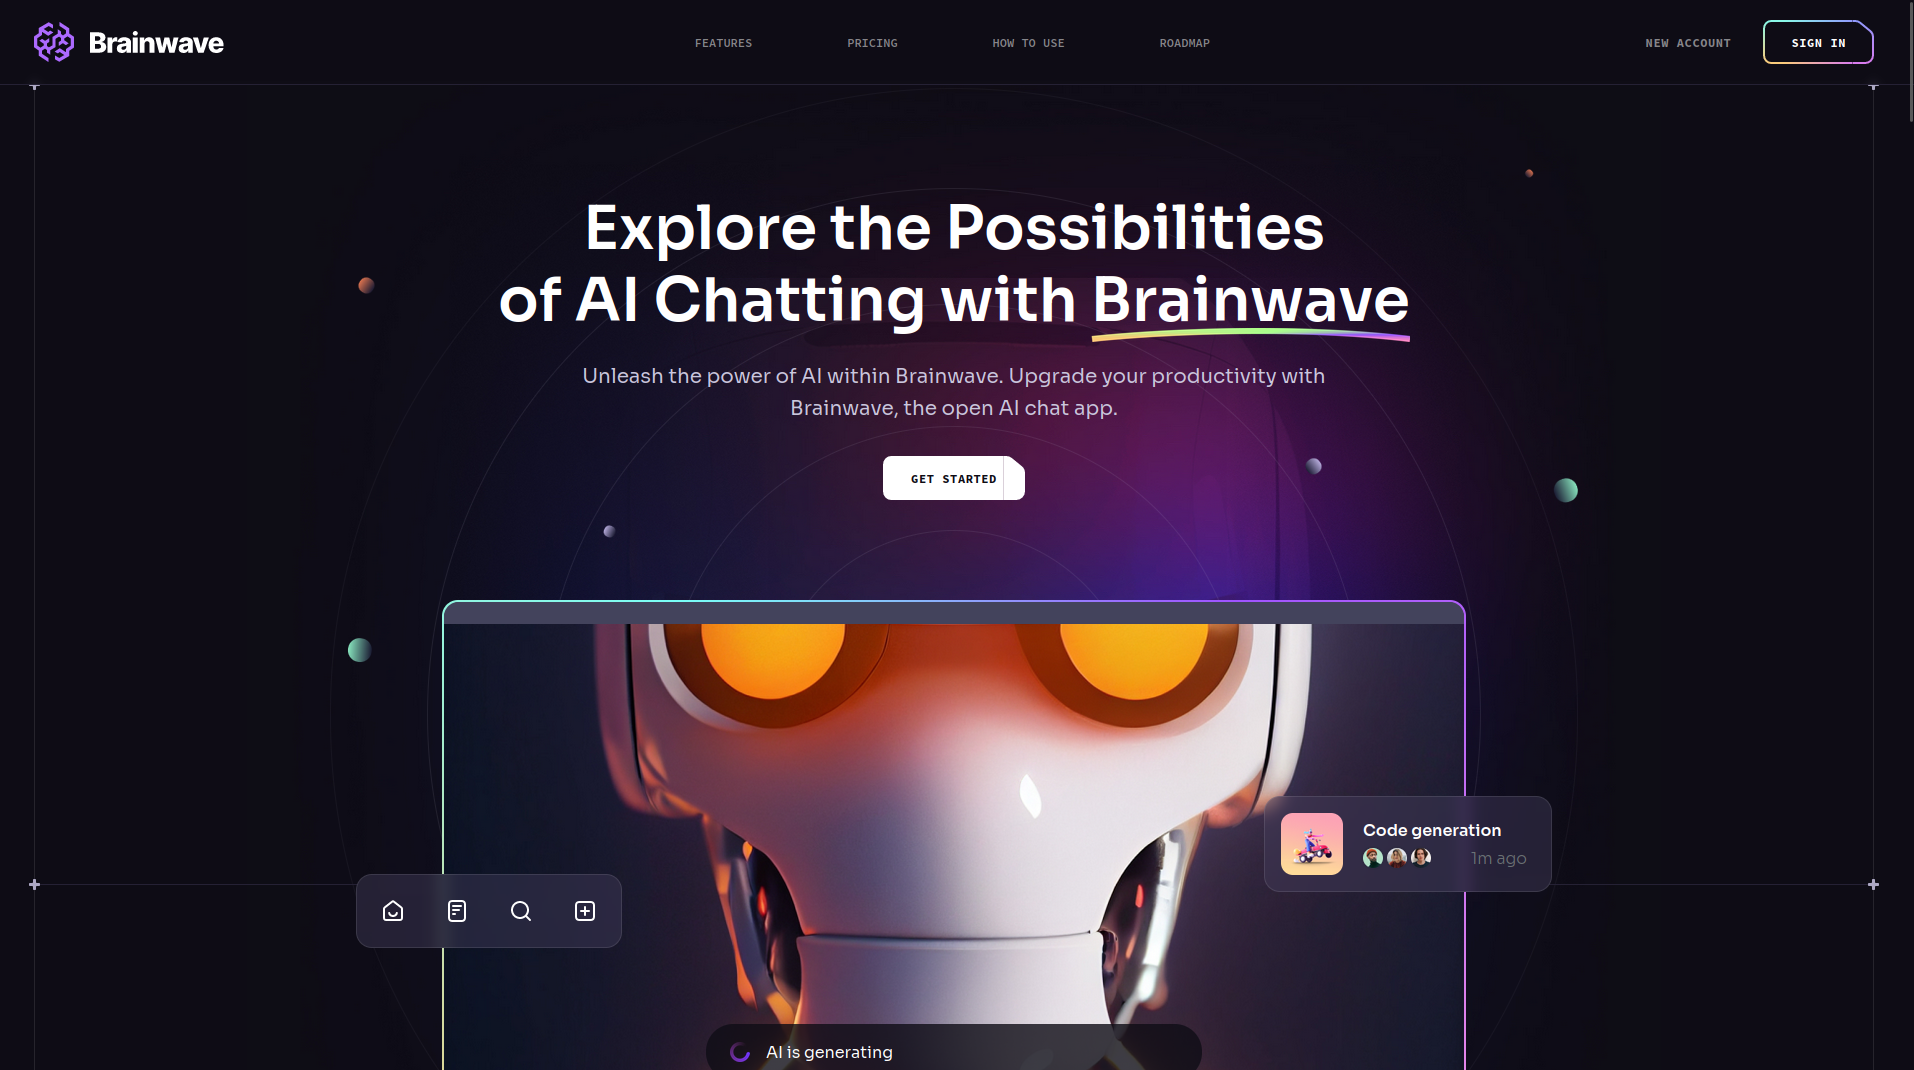 Brainwave
FEATURES
PRICING
HOW TO USE
ROADMAP
NEW ACCOUNT
SIGN IN
Explore the Possibilities
of AI Chatting with Brainwave
Unleash the power of AI within Brainwave. Upgrade your productivity with
Brainwave, the open AI chat app.
GET STARTED
Code generation
1m ago
AI is generating